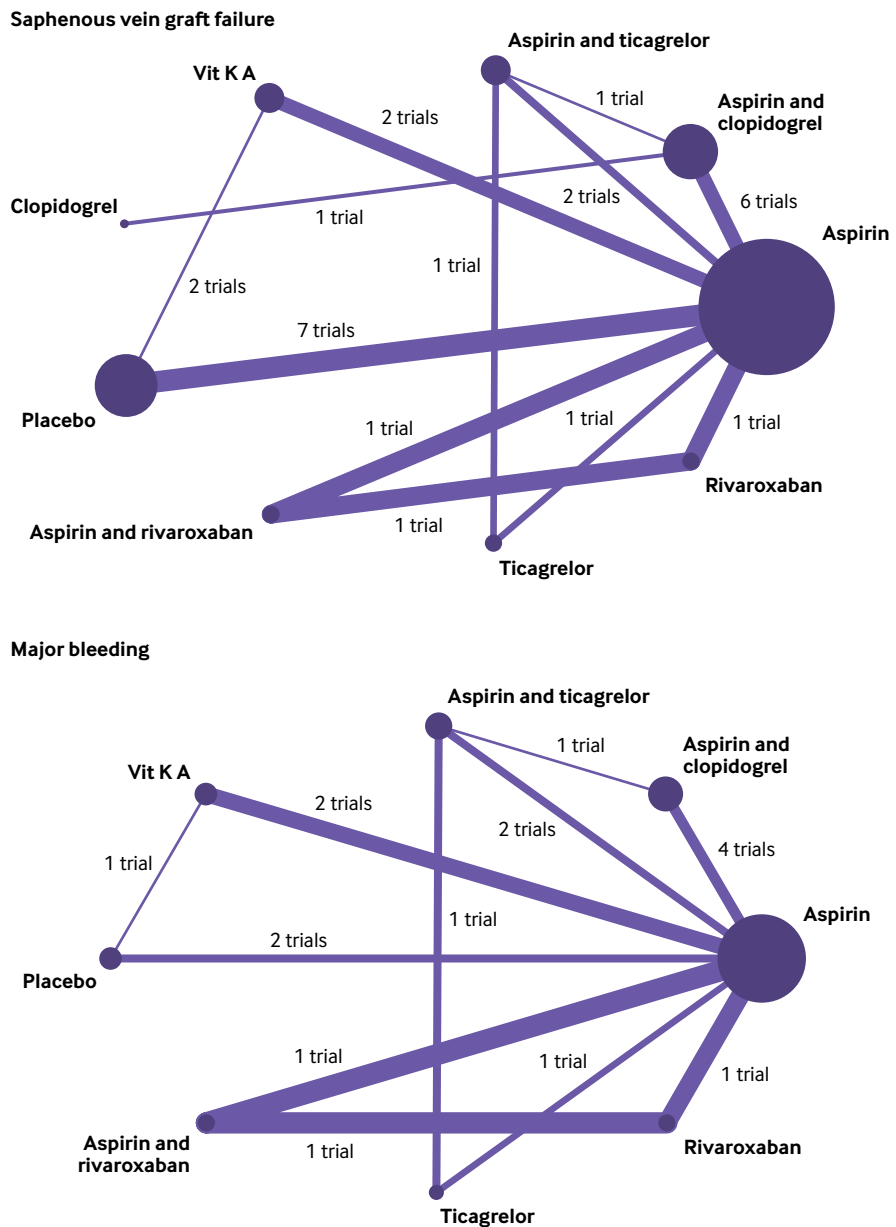 Saphenous vein graft failure
Aspirin and ticagrelor
Vit K A
1 trial
Aspirin and
clopidogrel
2 trials
Clopidogrel
1 trial
2 trials
6 trials
Aspirin
1 trial
2 trials
7 trials
Placebo
1 trial
1 trial
1 trial
Rivaroxaban
Aspirin and rivaroxaban
1 trial
Ticagrelor
Major bleeding
Aspirin and ticagrelor
1 trial
Aspirin and
clopidogrel
Vit K A
2 trials
2 trials
4 trials
1 trial
Aspirin
1 trial
2 trials
Placebo
1 trial
1 trial
1 trial
Aspirin and
rivaroxaban
1 trial
Rivaroxaban
Ticagrelor